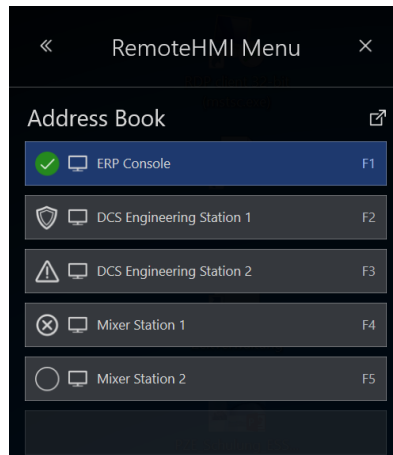 RemoteHMI Menu
Address Book
ERP Console F1
DCS Engineering Station 1 F2
DCS Engineering Station 2 F3
Mixer Station 1 F4
Mixer Station 2 F5